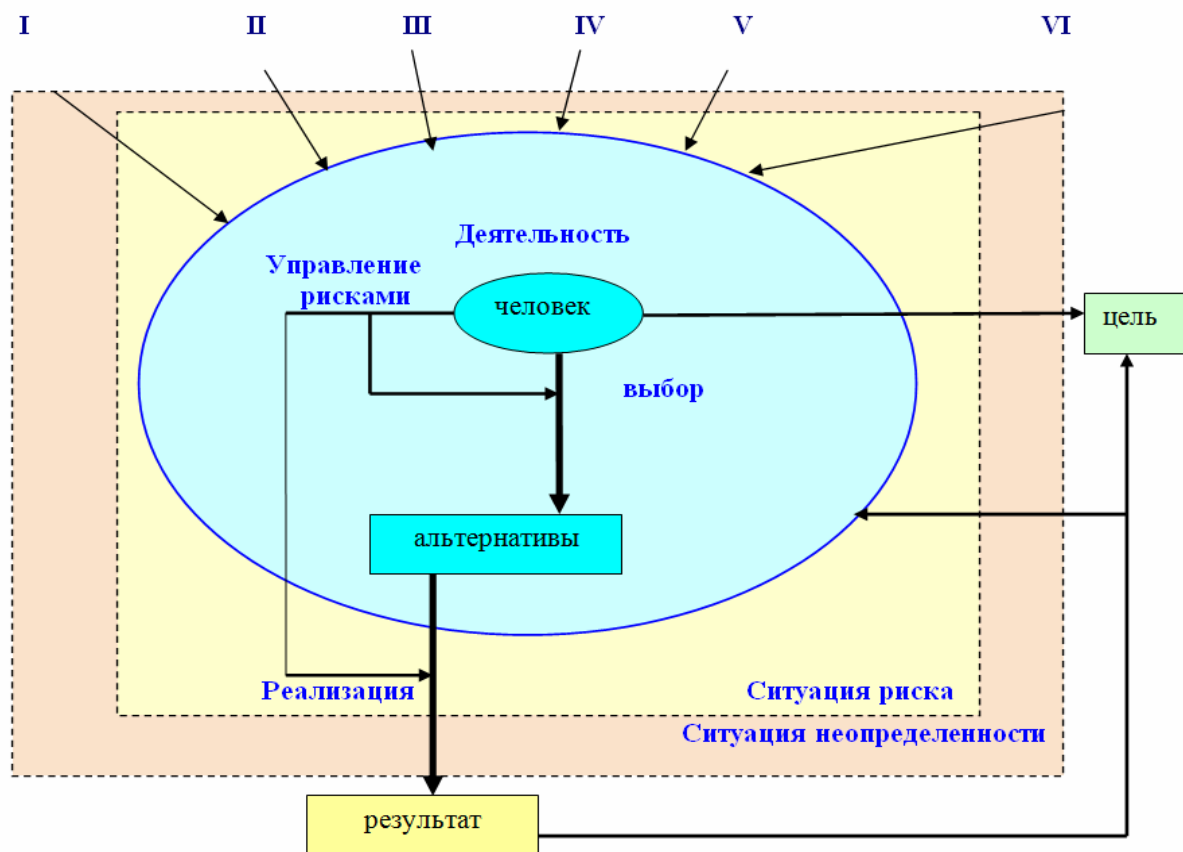 I II III IV V VI
Деятельность
Управление
рисками
человек
цель
выбор
альтернативы
Реализация
Ситуация риска
Ситуация неопределенности
результат